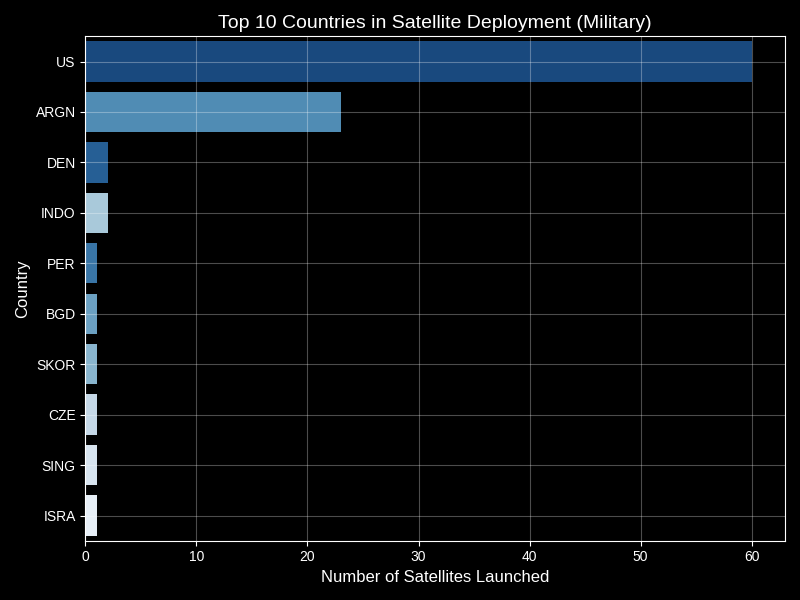 Top 10 Countries in Satellite Deployment (Military)
US
ARGN
DEN
INDO
PER
BGD
SKOR
CZE
SING
ISRA
Country
0 10 20 30 40 50 60
Number of Satellites Launched